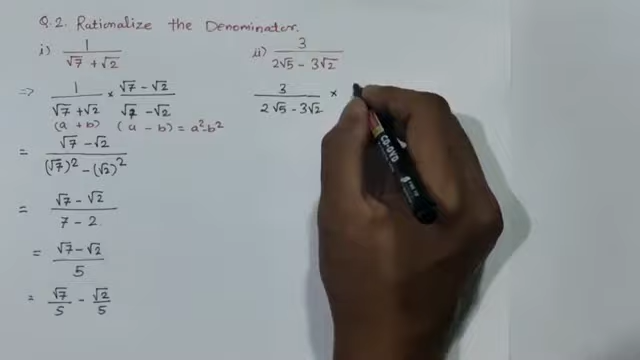 Q.2. Rationalize the Denominator.
i) 1/(√7 + √2)
ii) 3/(2√5 - 3√2)
=> 1/(√7 + √2) × (√7 - √2)/(√7 - √2)
(a + b) (a - b) = a²-b²
= (√7 - √2)/((√7)² - (√2)²)
= (√7 - √2)/(7 - 2)
= (√7 - √2)/5
= √7/5 - √2/5
3/(2√5 - 3√2) ×
CD-DVD